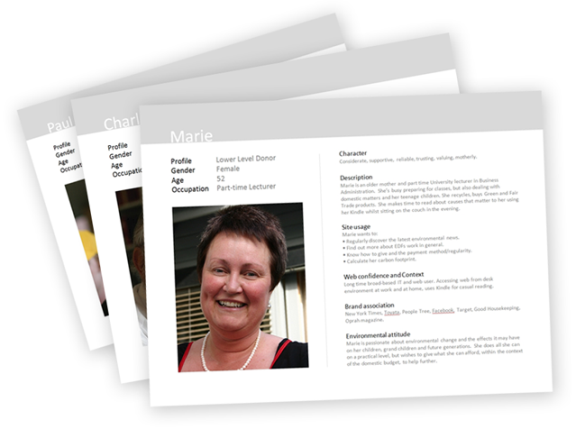 Paul
Profile
Gender
Age
Occupat
Charl
Profile
Gender
Age
Occupati
Marie
Profile Lower Level Donor
Gender Female
Age 52
Occupation Part-time Lecturer
Character
Considerate, supportive, reliable, trusting, valuing, motherly.
Description
Marie is an older mother and part-time University lecturer in Business
Administration. She's busy preparing for classes, but also dealing with
domestic matters and her teenage children. She recycles, buys Green and Fair
Trade products. She makes time to read about causes that matter to her using
her Kindle whilst sitting on the couch in the evening.
Site usage
Marie wants to:
• Regularly discover the latest environmental news.
• Find out more about EDFs work in general.
• Know how to give and the payment method/regularity.
• Calculate her carbon footprint.
Web confidence and Context
Long time broad-based IT and web user. Accessing web from desk
environment at work and at home, uses Kindle for casual reading.
Brand association
New York Times, Toyota, People Tree, Facebook, Target, Good Housekeeping,
Oprah magazine.
Environmental attitude
Marie is passionate about environmental change and the effects it may have
on her children, grand children and future generations. She does all she can
on a practical level, but wishes to give what she can afford, within the context
of the domestic budget, to help further.